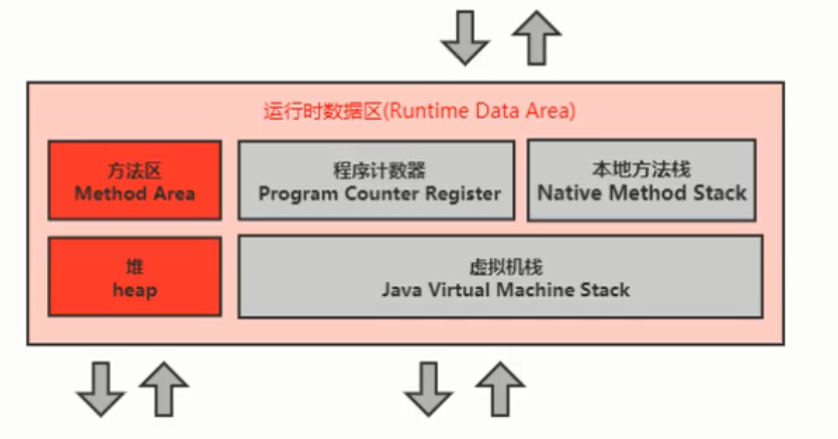 运行时数据区(Runtime Data Area)
方法区
Method Area
程序计数器
Program Counter Register
本地方法栈
Native Method Stack
堆
heap
虚拟机栈
Java Virtual Machine Stack